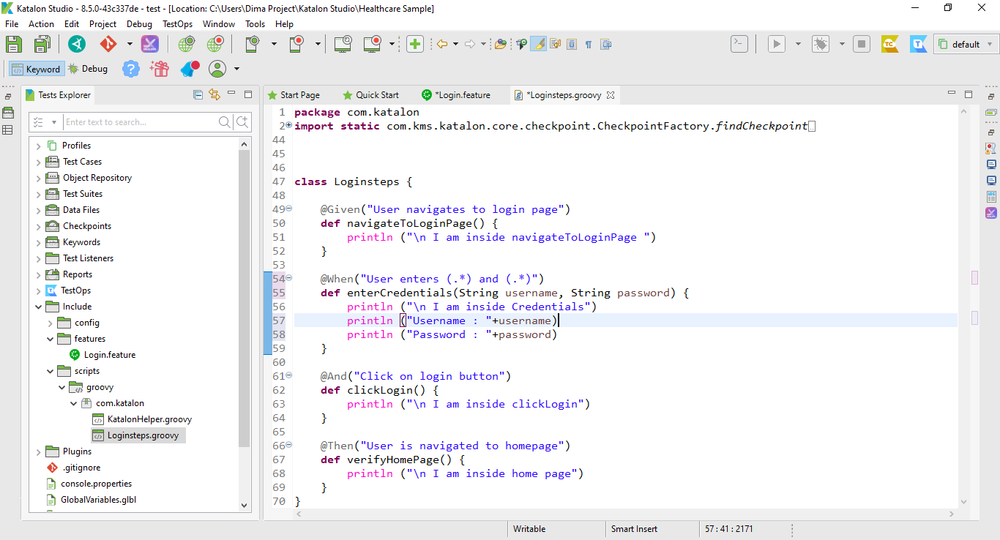 Katalon Studio - 8.5.0-43c337de - test - [Location: C:\Users\Dima Project\Katalon Studio\Healthcare Sample]
File Action Edit Project Debug TestOps Window Tools Help
TC T default
Keyword Debug
Tests Explorer
Start Page Quick Start *Login.feature *Loginsteps.groovy
Enter text to search...
Profiles
Test Cases
Object Repository
Test Suites
Data Files
Checkpoints
Keywords
Test Listeners
Reports
TestOps
Include
config
features
Login.feature
scripts
groovy
com.katalon
KatalonHelper.groovy
Loginsteps.groovy
Plugins
.gitignore
console.properties
GlobalVariables.glbl
1 package com.katalon
2 import static com.kms.katalon.core.checkpoint.CheckpointFactory.findCheckpoint
44
45
46
47 class Loginsteps {
48
49 @Given("User navigates to login page")
50 def navigateToLoginPage() {
51 println ("\n I am inside navigateToLoginPage ")
52 }
53
54 @When("User enters (.*) and (.*)")
55 def enterCredentials(String username, String password) {
56 println ("\n I am inside Credentials")
57 println ("Username : "+username)
58 println ("Password : "+password)
59 }
60
61 @And("Click on login button")
62 def clickLogin() {
63 println ("\n I am inside clickLogin")
64 }
65
66 @Then("User is navigated to homepage")
67 def verifyHomePage() {
68 println ("\n I am inside home page")
69 }
70 }
Writable Smart Insert 57 : 41 : 2171